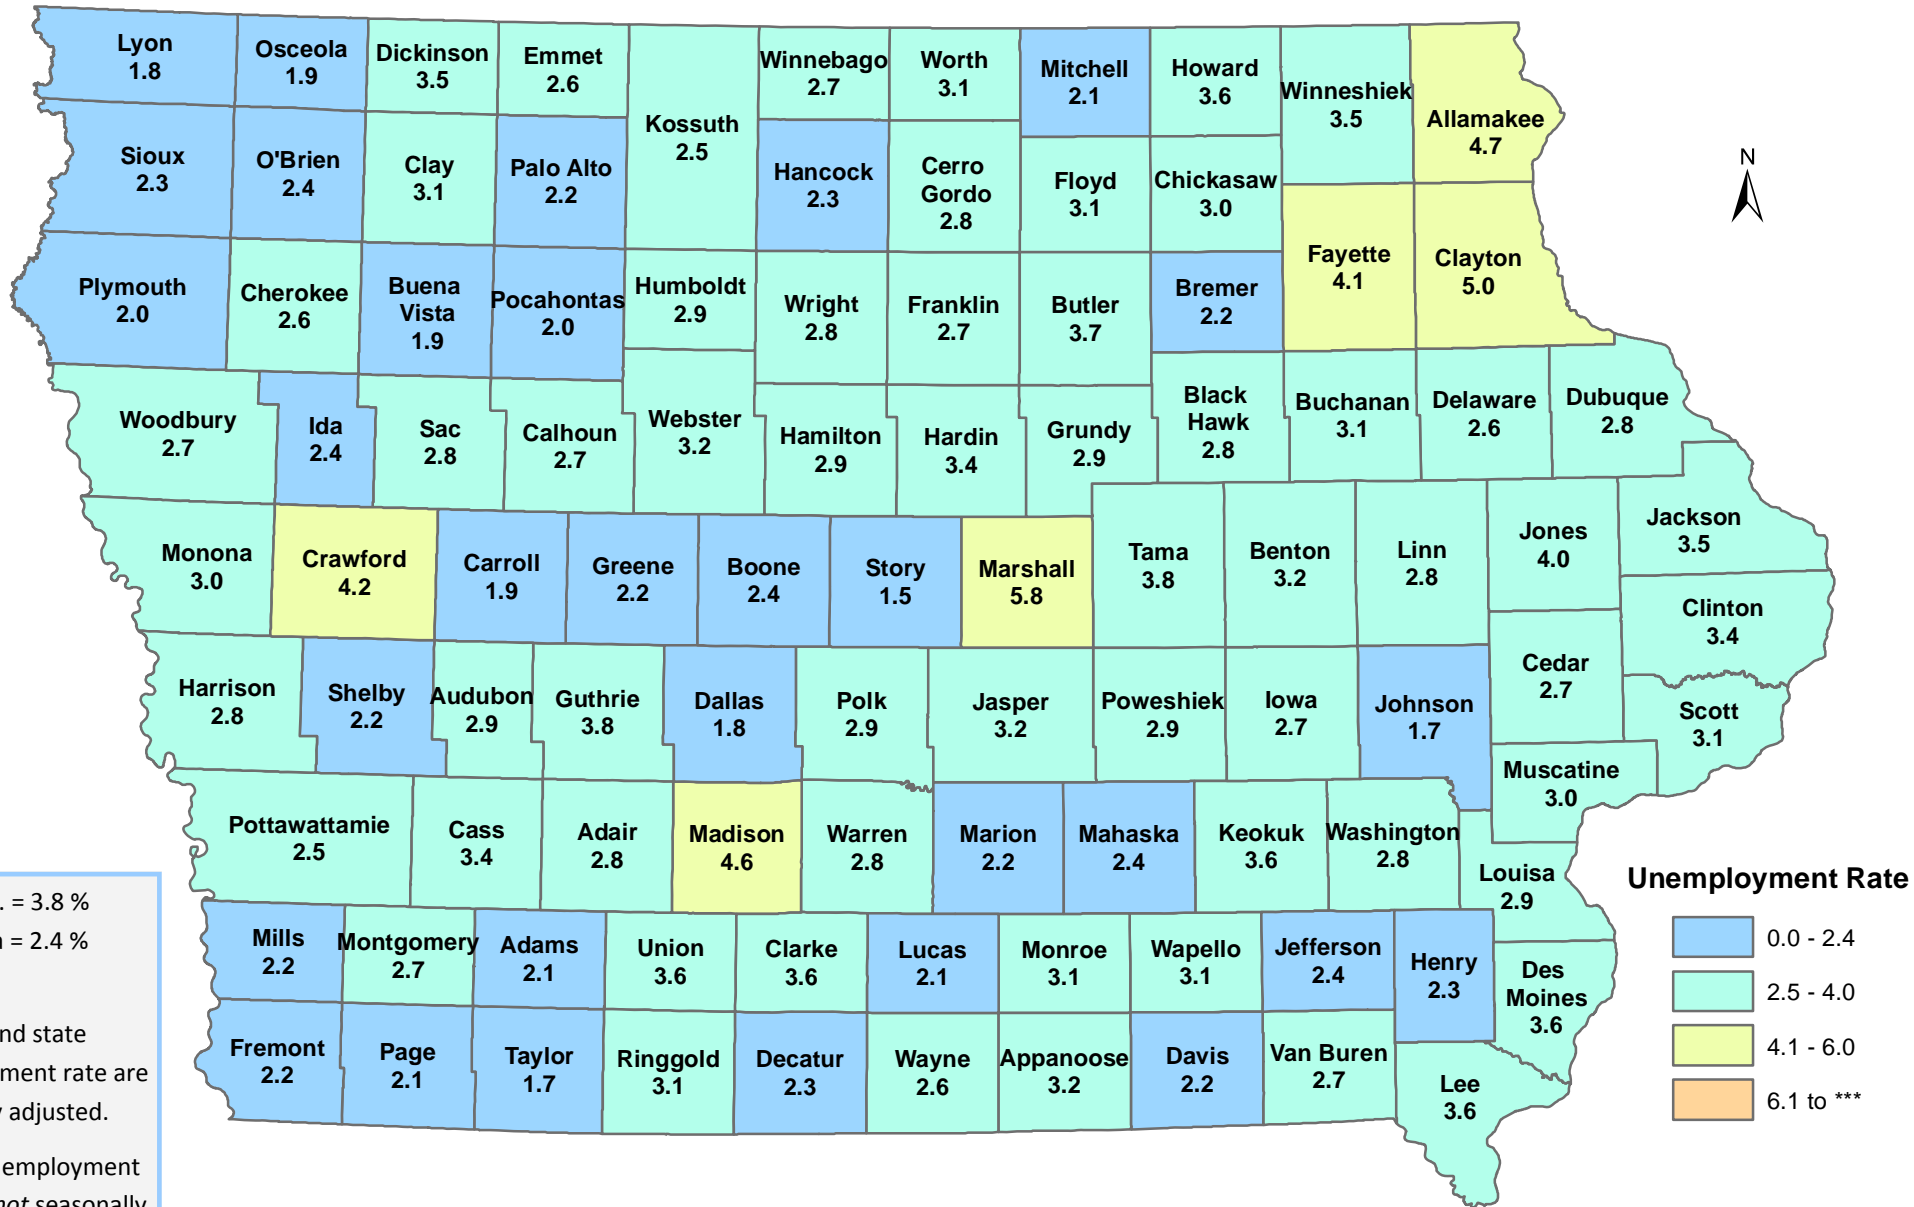 Lyon
1.8
Osceola
1.9
Dickinson
3.5
Emmet
2.6
Kossuth
2.5
Winnebago
2.7
Worth
3.1
Mitchell
2.1
Howard
3.6
Winneshiek
3.5
Allamakee
4.7
N
Sioux
2.3
O'Brien
2.4
Clay
3.1
Palo Alto
2.2
Hancock
2.3
Cerro
Gordo
2.8
Floyd
3.1
Chickasaw
3.0
Fayette
4.1
Clayton
5.0
Plymouth
2.0
Cherokee
2.6
Buena
Vista
1.9
Pocahontas
2.0
Humboldt
2.9
Wright
2.8
Franklin
2.7
Butler
3.7
Bremer
2.2
Woodbury
2.7
Ida
2.4
Sac
2.8
Calhoun
2.7
Webster
3.2
Hamilton
2.9
Hardin
3.4
Grundy
2.9
Black
Hawk
2.8
Buchanan
3.1
Delaware
2.6
Dubuque
2.8
Monona
3.0
Crawford
4.2
Carroll
1.9
Greene
2.2
Boone
2.4
Story
1.5
Marshall
5.8
Tama
3.8
Benton
3.2
Linn
2.8
Jones
4.0
Jackson
3.5
Clinton
3.4
Harrison
2.8
Shelby
2.2
Audubon
2.9
Guthrie
3.8
Dallas
1.8
Polk
2.9
Jasper
3.2
Poweshiek
2.9
Iowa
2.7
Johnson
1.7
Cedar
2.7
Scott
3.1
Muscatine
3.0
Pottawattamie
2.5
Cass
3.4
Adair
2.8
Madison
4.6
Warren
2.8
Marion
2.2
Mahaska
2.4
Keokuk
3.6
Washington
2.8
Louisa
2.9
Mills
2.2
Montgomery
2.7
Adams
2.1
Union
3.6
Clarke
3.6
Lucas
2.1
Monroe
3.1
Wapello
3.1
Jefferson
2.4
Henry
2.3
Des
Moines
3.6
Fremont
2.2
Page
2.1
Taylor
1.7
Ringgold
3.1
Decatur
2.3
Wayne
2.6
Appanoose
3.2
Davis
2.2
Van Buren
2.7
Lee
3.6
. = 3.8 %
= 2.4 %
nd state
ment rate are
adjusted.
employment
not seasonally
Unemployment Rate
0.0 - 2.4
2.5 - 4.0
4.1 - 6.0
6.1 to ***